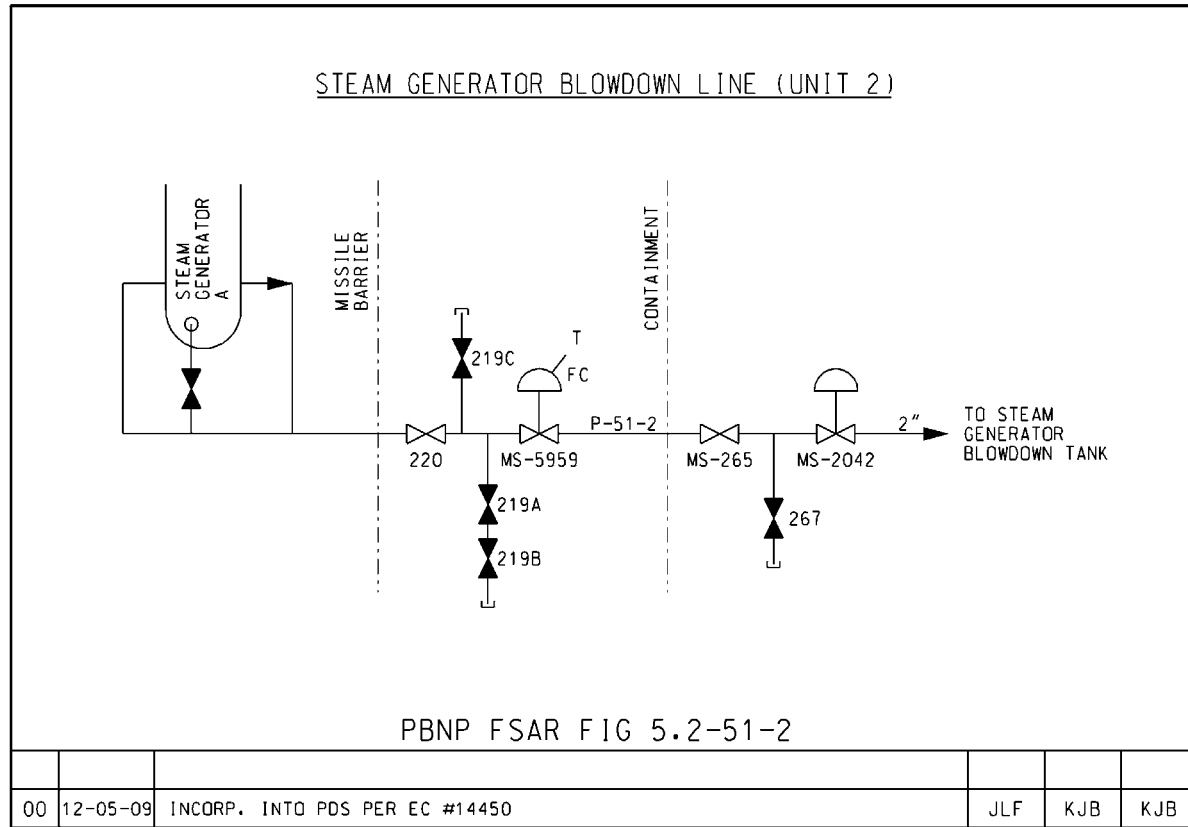 STEAM GENERATOR BLOWDOWN LINE (UNIT 2)
STEAM
GENERATOR
A
MISSILE
BARRIER
CONTAINMENT
219C
T
FC
P-51-2
2"
TO STEAM
GENERATOR
BLOWDOWN TANK
220
MS-5959
MS-265
MS-2042
219A
219B
267
PBNP FSAR FIG 5.2-51-2
00 12-05-09 INCORP. INTO PDS PER EC #14450 JLF KJB KJB